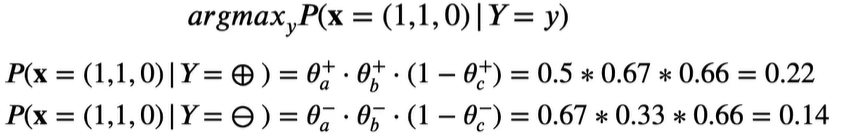 argmax_y P(x = (1,1,0) | Y = y)
P(x = (1,1,0) | Y = ⊕ ) = θ_a^+ · θ_b^+ · (1 − θ_c^+) = 0.5 * 0.67 * 0.66 = 0.22
P(x = (1,1,0) | Y = ⊖ ) = θ_a^- · θ_b^- · (1 − θ_c^-) = 0.67 * 0.33 * 0.66 = 0.14